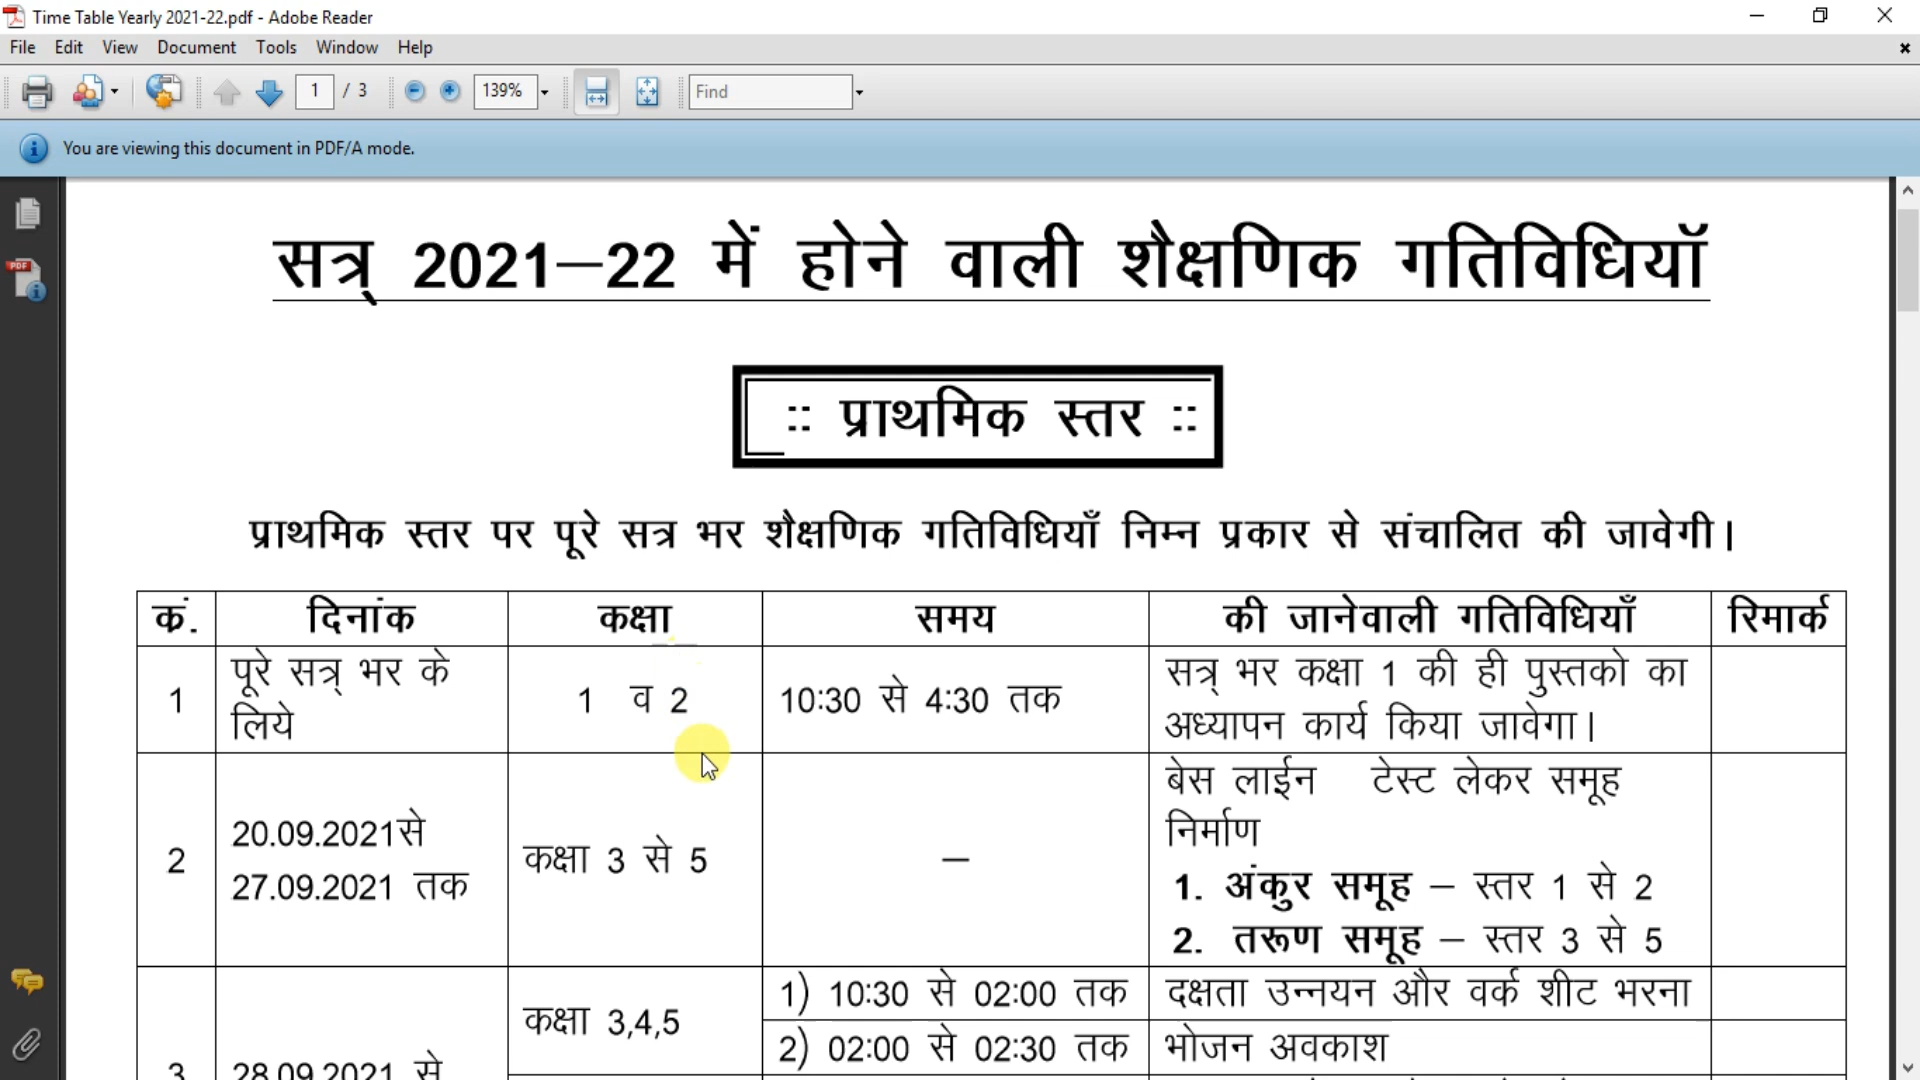 Time Table Yearly 2021-22.pdf - Adobe Reader
File Edit View Document Tools Window Help
1 / 3 139% Find
You are viewing this document in PDF/A mode.
सत्र् 2021–22 में होने वाली शैक्षणिक गतिविधियॉ
:: प्राथमिक स्तर ::
प्राथमिक स्तर पर पूरे सत्र भर शैक्षणिक गतिविधियाँ निम्न प्रकार से संचालित की जावेगी।
कं. दिनांक कक्षा समय की जानेवाली गतिविधियाँ रिमार्क
1 पूरे सत्र् भर के लिये 1 व 2 10:30 से 4:30 तक सत्र् भर कक्षा 1 की ही पुस्तको का
अध्यापन कार्य किया जावेगा।
2 20.09.2021से
27.09.2021 तक
कक्षा 3 से 5 –
बेस लाईन टेस्ट लेकर समूह
निर्माण
1. अंकुर समूह – स्तर 1 से 2
2. तरूण समूह – स्तर 3 से 5
3 28.09.2021 से
कक्षा 3,4,5
1) 10:30 से 02:00 तक दक्षता उन्नयन और वर्क शीट भरना
2) 02:00 से 02:30 तक भोजन अवकाश